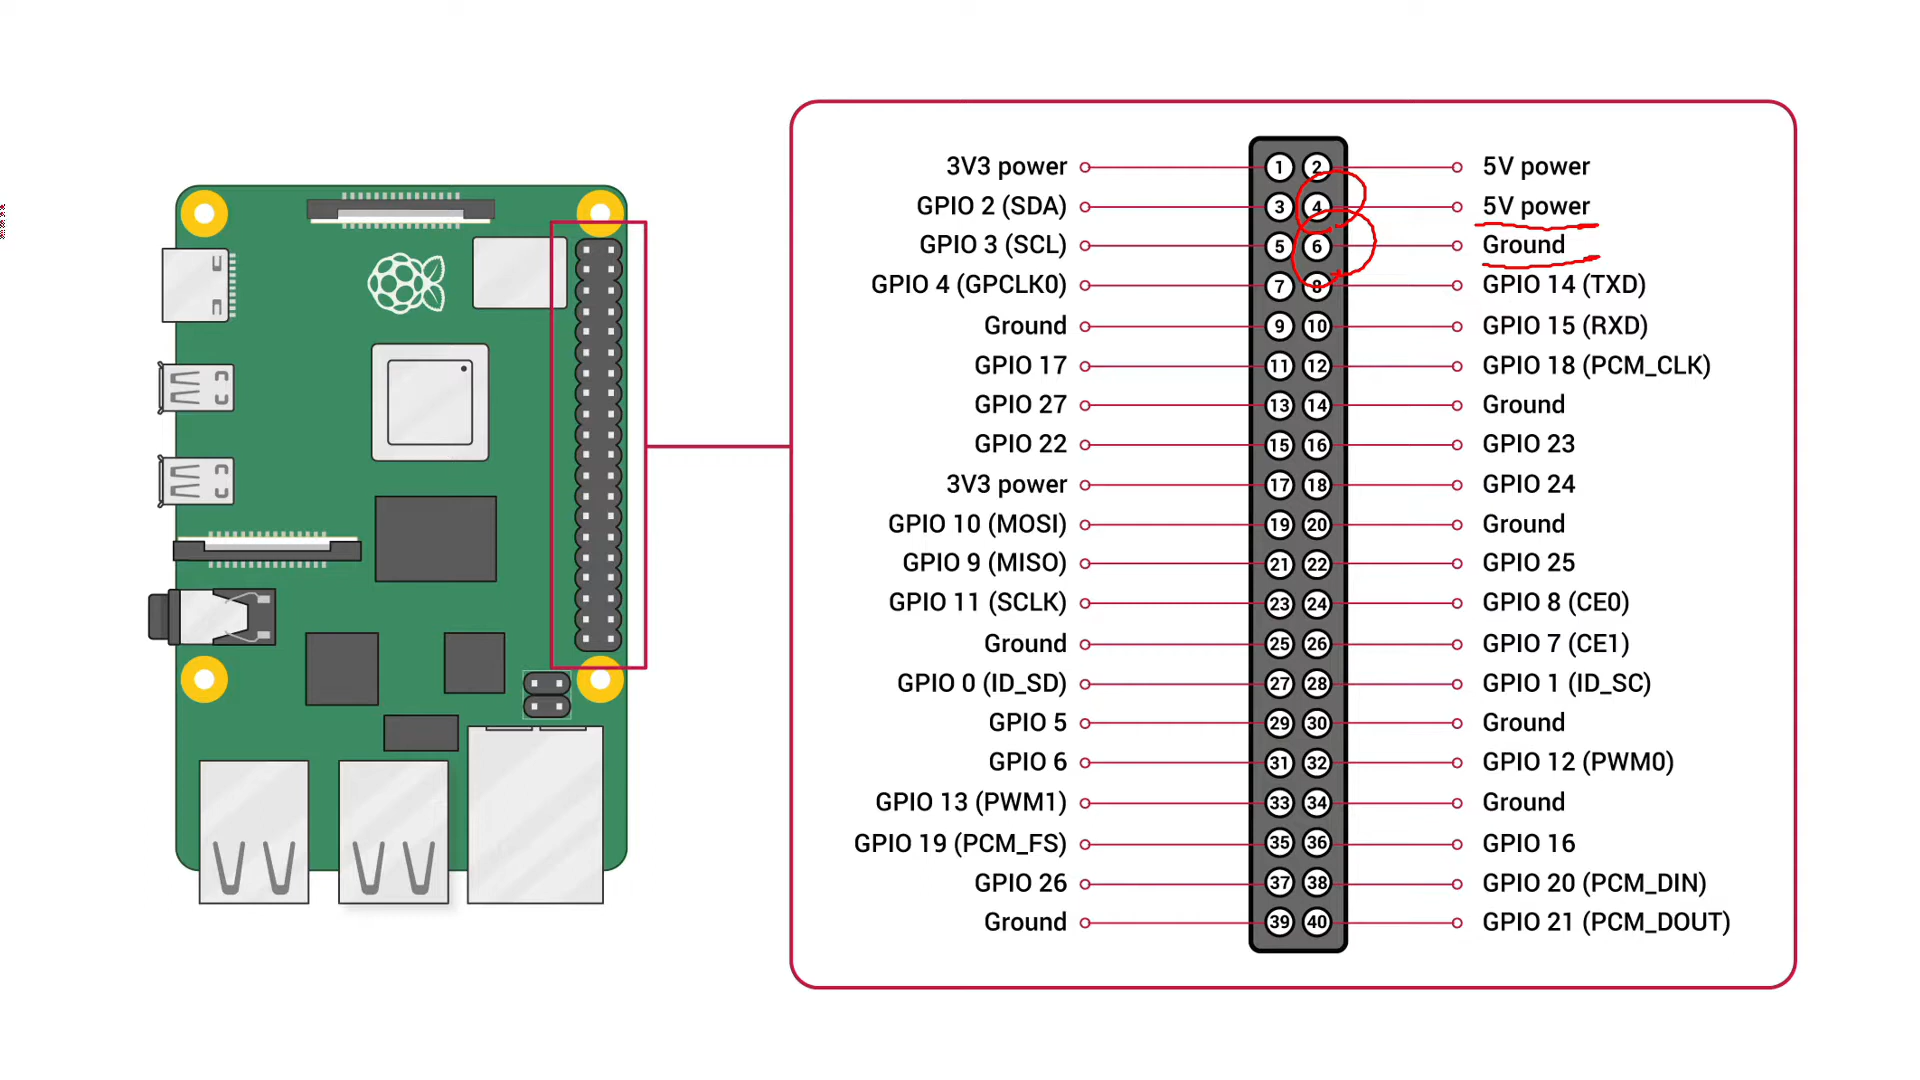 3V3 power 1 2 5V power
GPIO 2 (SDA) 3 4 5V power
GPIO 3 (SCL) 5 6 Ground
GPIO 4 (GPCLK0) 7 8 GPIO 14 (TXD)
Ground 9 10 GPIO 15 (RXD)
GPIO 17 11 12 GPIO 18 (PCM_CLK)
GPIO 27 13 14 Ground
GPIO 22 15 16 GPIO 23
3V3 power 17 18 GPIO 24
GPIO 10 (MOSI) 19 20 Ground
GPIO 9 (MISO) 21 22 GPIO 25
GPIO 11 (SCLK) 23 24 GPIO 8 (CE0)
Ground 25 26 GPIO 7 (CE1)
GPIO 0 (ID_SD) 27 28 GPIO 1 (ID_SC)
GPIO 5 29 30 Ground
GPIO 6 31 32 GPIO 12 (PWM0)
GPIO 13 (PWM1) 33 34 Ground
GPIO 19 (PCM_FS) 35 36 GPIO 16
GPIO 26 37 38 GPIO 20 (PCM_DIN)
Ground 39 40 GPIO 21 (PCM_DOUT)